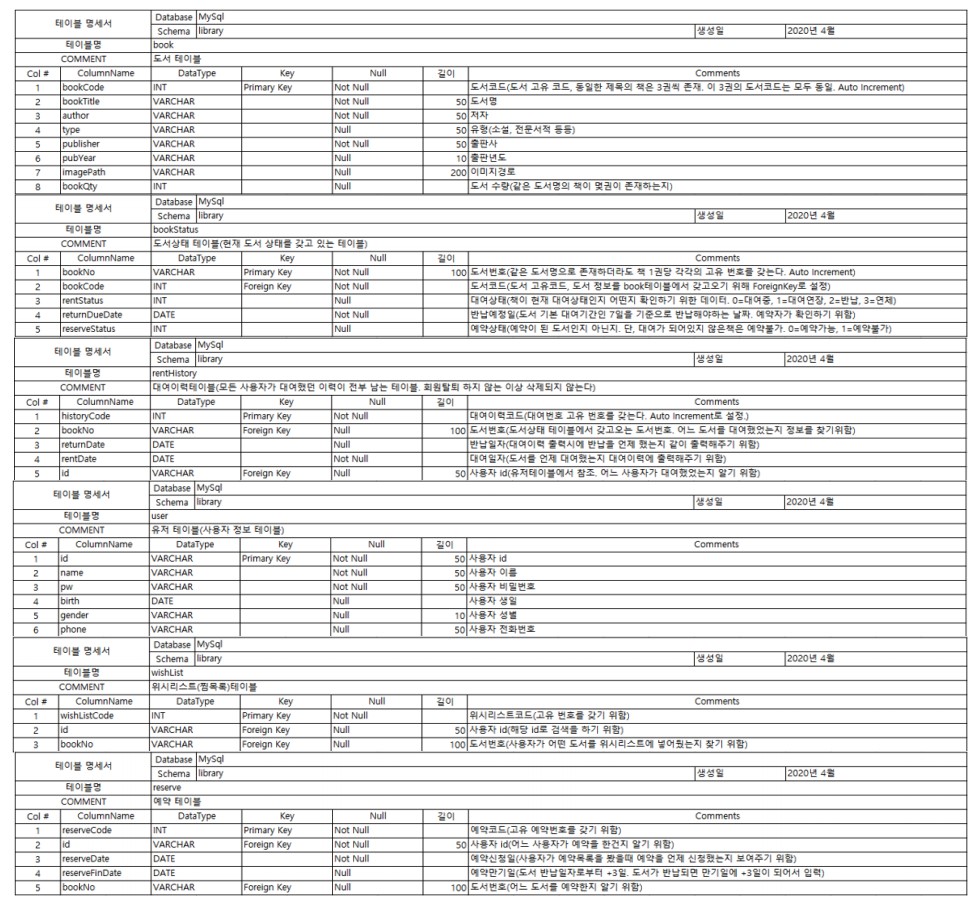 테이블 명세서 Database MySql
Schema library 생성일 2020년 4월
테이블명 book
COMMENT 도서 테이블
Col # ColumnName DataType Key Null 길이 Comments
1 bookCode INT Primary Key Not Null 도서코드(도서 고유 코드, 동일한 제목의 책은 3권씩 존재. 이 3권의 도서코드는 모두 동일. Auto Increment)
2 bookTitle VARCHAR Not Null 50 도서명
3 author VARCHAR Not Null 50 저자
4 type VARCHAR Null 50 유형(소설, 전문서적 등등)
5 publisher VARCHAR Not Null 50 출판사
6 pubYear VARCHAR Null 10 출판년도
7 imagePath VARCHAR Null 200 이미지경로
8 bookQty INT Null 도서 수량(같은 도서명의 책이 몇권이 존재하는지)
테이블 명세서 Database MySql
Schema library 생성일 2020년 4월
테이블명 bookStatus
COMMENT 도서상태 테이블(현재 도서 상태를 갖고 있는 테이블)
Col # ColumnName DataType Key Null 길이 Comments
1 bookNo VARCHAR Primary Key Not Null 100 도서번호(같은 도서명으로 존재하더라도 책 1권당 각각의 고유 번호를 갖는다. Auto Increment)
2 bookCode INT Foreign Key Not Null 도서코드(도서 고유코드, 도서 정보를 book테이블에서 갖고오기 위해 ForeignKey로 설정)
3 rentStatus INT Not Null 대여상태(책이 현재 대여상태인지 어떤지 확인하기 위한 데이터. 0=대여중, 1=대여연장, 2=반납, 3=연체)
4 returnDueDate DATE Not Null 반납예정일(도서 기본 대여기간인 7일을 기준으로 반납해야하는 날짜. 예약자가 확인하기 위함)
5 reserveStatus INT Not Null 예약상태(예약이 된 도서인지 아닌지. 단, 대여가 되어있지 않은책은 예약불가. 0=예약가능, 1=예약불가)
테이블 명세서 Database MySql
Schema library 생성일 2020년 4월
테이블명 rentHistory
COMMENT 대여이력테이블(모든 사용자가 대여했던 이력이 전부 남는 테이블. 회원탈퇴 하지 않는 이상 삭제되지 않는다)
Col # ColumnName DataType Key Null 길이 Comments
1 historyCode INT Primary Key Not Null 대여이력코드(대여번호 고유 번호를 갖는다. Auto Increment로 설정.)
2 bookNo VARCHAR Foreign Key Not Null 100 도서번호(도서상태 테이블에서 갖고오는 도서번호. 어느 도서를 대여했었는지 정보를 찾기위함)
3 returnDate DATE Null 반납일자(대여이력 출력시에 반납을 언제 했는지 같이 출력해주기 위함)
4 rentDate DATE Not Null 대여일자(도서를 언제 대여했는지 대여이력에 출력해주기 위함)
5 id VARCHAR Foreign Key Null 50 사용자 id(유저테이블에서 참조. 어느 사용자가 대여했었는지 알기 위함)
테이블 명세서 Database MySql
Schema library 생성일 2020년 4월
테이블명 user
COMMENT 유저 테이블(사용자 정보 테이블)
Col # ColumnName DataType Key Null 길이 Comments
1 id VARCHAR Primary Key Not Null 50 사용자 id
2 name VARCHAR Not Null 50 사용자 이름
3 pw VARCHAR Not Null 50 사용자 비밀번호
4 birth DATE Null 사용자 생일
5 gender VARCHAR Null 10 사용자 성별
6 phone VARCHAR Null 50 사용자 전화번호
테이블 명세서 Database MySql
Schema library 생성일 2020년 4월
테이블명 wishList
COMMENT 위시리스트(찜목록)테이블
Col # ColumnName DataType Key Null 길이 Comments
1 wishListCode INT Primary Key Not Null 위시리스트코드(고유 번호를 갖기 위함)
2 id VARCHAR Foreign Key Null 50 사용자 id(해당 id로 검색을 하기 위함)
3 bookNo VARCHAR Foreign Key Null 100 도서번호(사용자가 어떤 도서를 위시리스트에 넣어뒀는지 찾기 위함)
테이블 명세서 Database MySql
Schema library 생성일 2020년 4월
테이블명 reserve
COMMENT 예약 테이블
Col # ColumnName DataType Key Null 길이 Comments
1 reserveCode INT Primary Key Not Null 예약코드(고유 예약번호를 갖기 위함)
2 id VARCHAR Foreign Key Not Null 50 사용자 id(어느 사용자가 예약을 한건지 알기 위함)
3 reserveDate DATE Not Null 예약신청일(사용자가 예약목록을 봤을때 예약을 언제 신청했는지 보여주기 위함)
4 reserveFinDate DATE Null 예약만기일(도서 반납일자로부터 +3일. 도서가 반납되면 만기일에 +3일이 되어서 입력)
5 bookNo VARCHAR Foreign Key Null 100 도서번호(어느 도서를 예약한지 알기 위함)